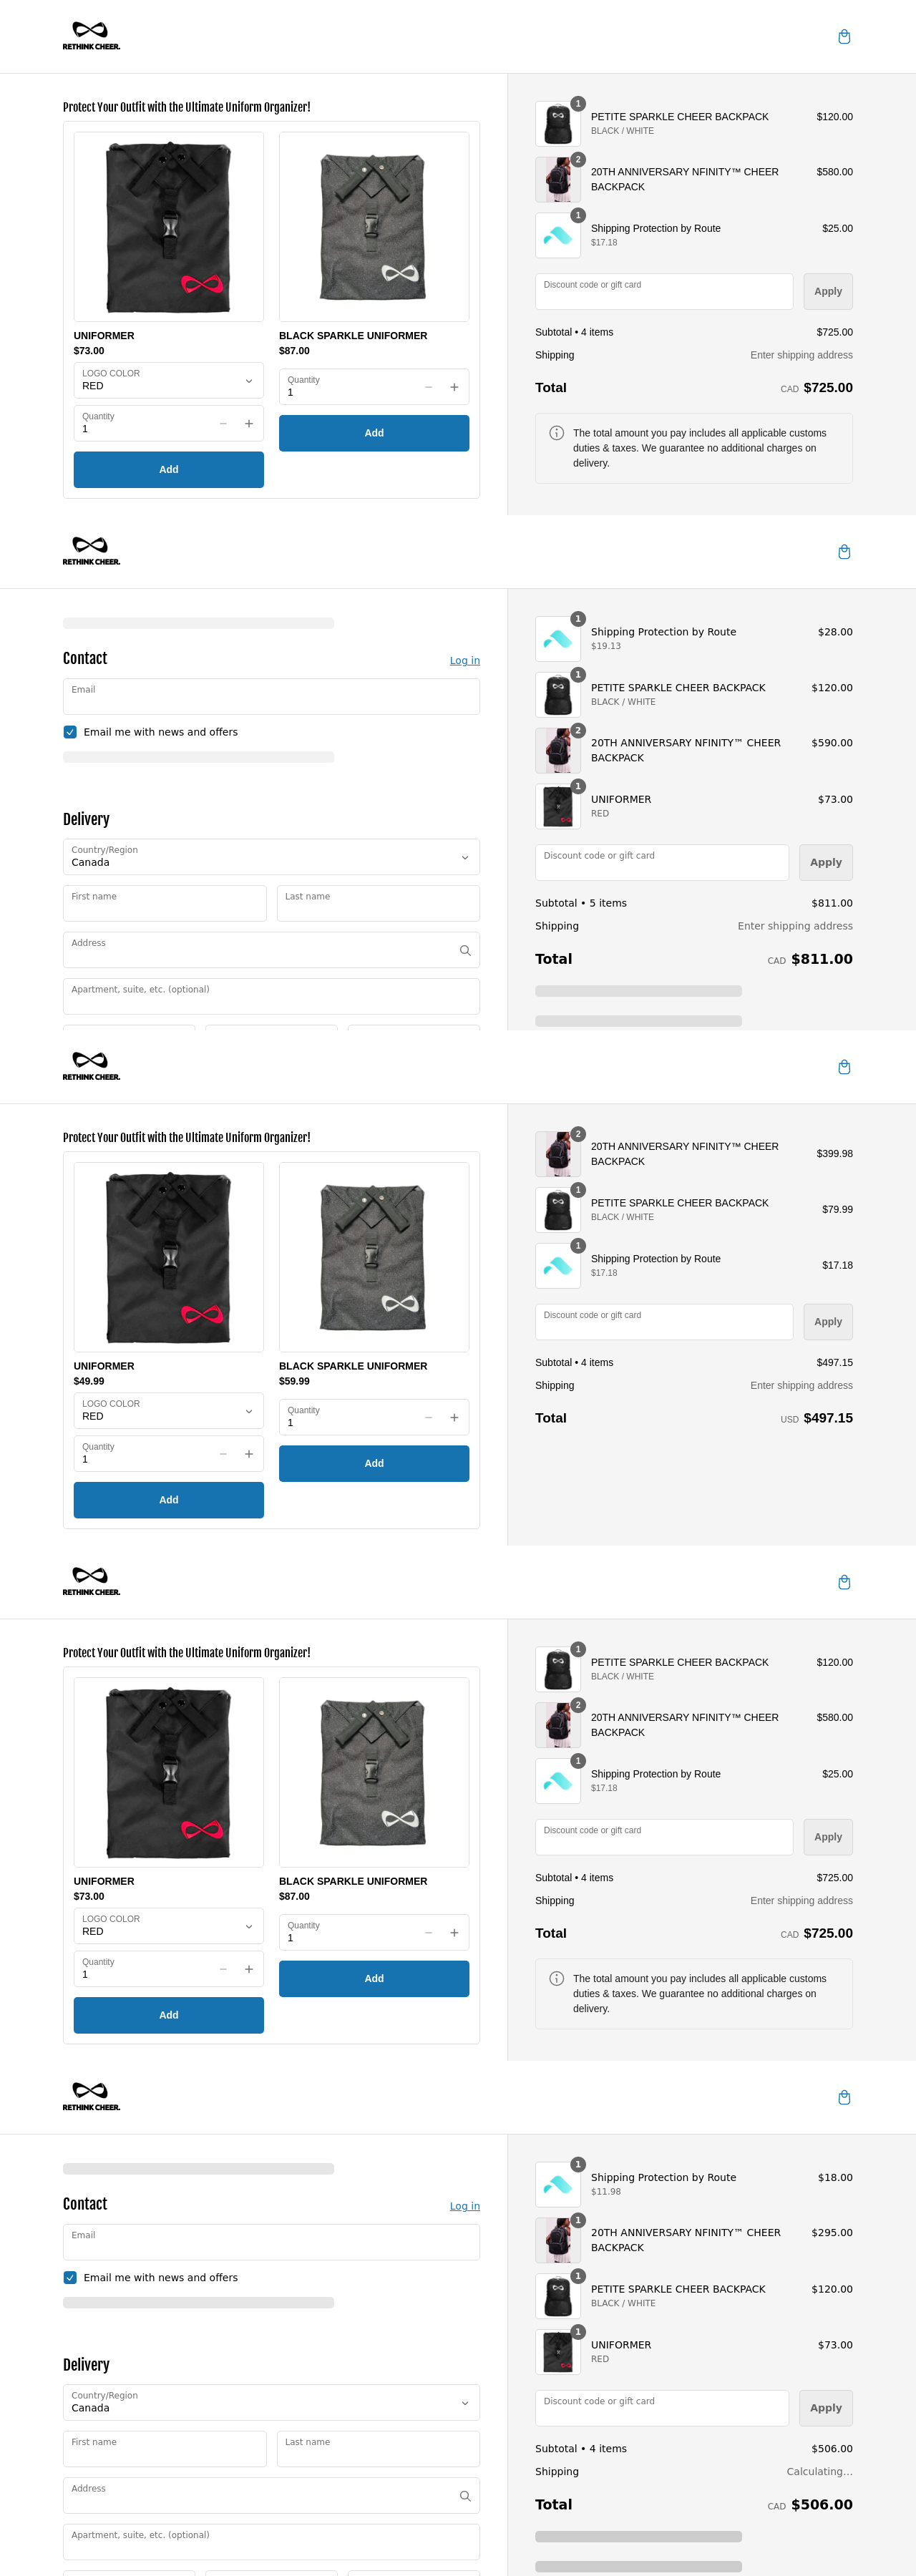 RETHINK CHEER.
Protect Your Outfit with the Ultimate Uniform Organizer!
UNIFORMER
$73.00
LOGO COLOR
RED
Quantity
1
Add
BLACK SPARKLE UNIFORMER
$87.00
Quantity
1
Add
1
PETITE SPARKLE CHEER BACKPACK
$120.00
BLACK / WHITE
2
20TH ANNIVERSARY NFINITY™ CHEER
BACKPACK
$580.00
1
Shipping Protection by Route
$25.00
$17.18
Discount code or gift card
Apply
Subtotal • 4 items
$725.00
Shipping
Enter shipping address
Total
CAD $725.00
The total amount you pay includes all applicable customs
duties & taxes. We guarantee no additional charges on
delivery.
RETHINK CHEER.
Contact
Log in
Email
Email me with news and offers
Delivery
Country/Region
Canada
First name
Last name
Address
Apartment, suite, etc. (optional)
1
Shipping Protection by Route
$28.00
$19.13
1
PETITE SPARKLE CHEER BACKPACK
$120.00
BLACK / WHITE
2
20TH ANNIVERSARY NFINITY™ CHEER
BACKPACK
$590.00
1
UNIFORMER
$73.00
RED
Discount code or gift card
Apply
Subtotal • 5 items
$811.00
Shipping
Enter shipping address
Total
CAD $811.00
RETHINK CHEER.
Protect Your Outfit with the Ultimate Uniform Organizer!
UNIFORMER
$49.99
LOGO COLOR
RED
Quantity
1
Add
BLACK SPARKLE UNIFORMER
$59.99
Quantity
1
Add
2
20TH ANNIVERSARY NFINITY™ CHEER
BACKPACK
$399.98
1
PETITE SPARKLE CHEER BACKPACK
BLACK / WHITE
$79.99
1
Shipping Protection by Route
$17.18
$17.18
Discount code or gift card
Apply
Subtotal • 4 items
$497.15
Shipping
Enter shipping address
Total
USD $497.15
RETHINK CHEER.
Protect Your Outfit with the Ultimate Uniform Organizer!
UNIFORMER
$73.00
LOGO COLOR
RED
Quantity
1
Add
BLACK SPARKLE UNIFORMER
$87.00
Quantity
1
Add
1
PETITE SPARKLE CHEER BACKPACK
$120.00
BLACK / WHITE
2
20TH ANNIVERSARY NFINITY™ CHEER
BACKPACK
$580.00
1
Shipping Protection by Route
$25.00
$17.18
Discount code or gift card
Apply
Subtotal • 4 items
$725.00
Shipping
Enter shipping address
Total
CAD $725.00
The total amount you pay includes all applicable customs
duties & taxes. We guarantee no additional charges on
delivery.
RETHINK CHEER.
Contact
Log in
Email
Email me with news and offers
Delivery
Country/Region
Canada
First name
Last name
Address
Apartment, suite, etc. (optional)
1
Shipping Protection by Route
$18.00
$11.98
1
20TH ANNIVERSARY NFINITY™ CHEER
BACKPACK
$295.00
1
PETITE SPARKLE CHEER BACKPACK
$120.00
BLACK / WHITE
1
UNIFORMER
$73.00
RED
Discount code or gift card
Apply
Subtotal • 4 items
$506.00
Shipping
Calculating...
Total
CAD $506.00